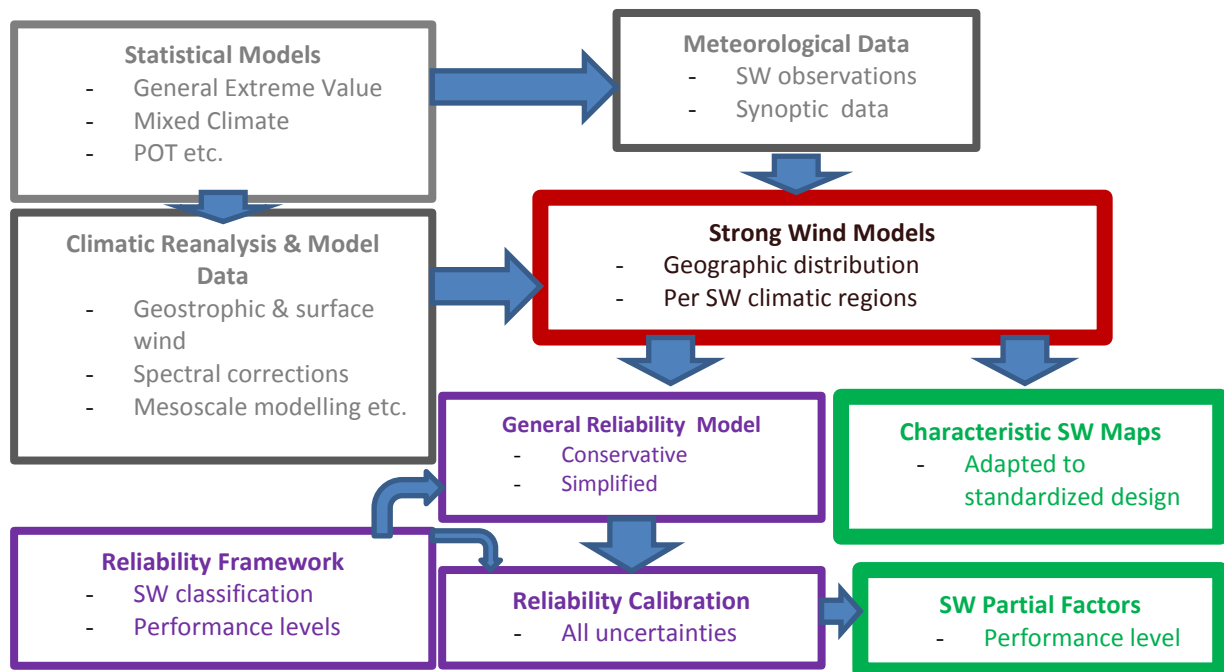 Statistical Models
- General Extreme Value
- Mixed Climate
- POT etc.
Meteorological Data
- SW observations
- Synoptic data
Climatic Reanalysis & Model
Data
- Geostrophic & surface
wind
- Spectral corrections
- Mesoscale modelling etc.
Strong Wind Models
- Geographic distribution
- Per SW climatic regions
General Reliability Model
- Conservative
- Simplified
Characteristic SW Maps
- Adapted to
standardized design
Reliability Framework
- SW classification
- Performance levels
Reliability Calibration
- All uncertainties
SW Partial Factors
- Performance level